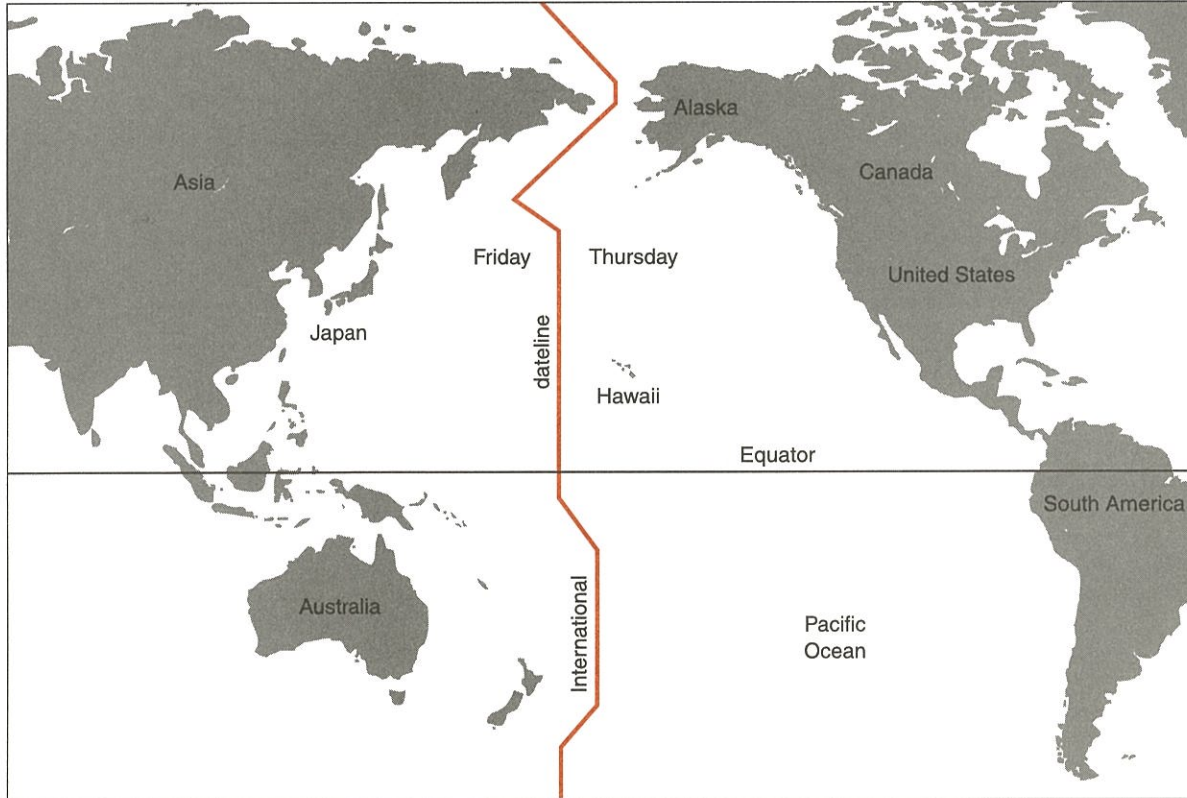 Alaska
Asia
Canada
Friday
Thursday
United States
Japan
dateline
Hawaii
Equator
South America
International
Australia
Pacific
Ocean